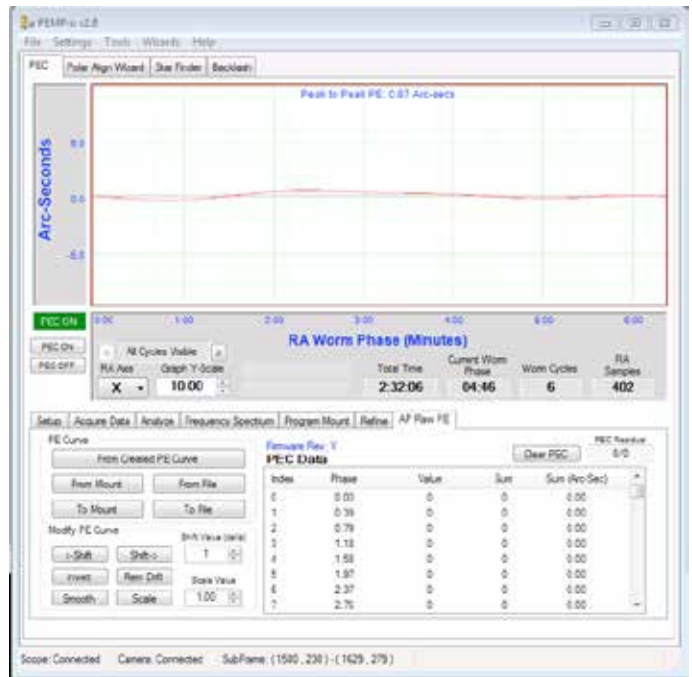 PEMPro v2.8
File Settings Tools Wizards Help
PEC Polar Align Wizard Star Finder Backlash
Peak to Peak PE: 0.87 Arc-secs
Arc-Seconds
5.0
0.0
-5.0
PEC ON 0:00 1:00 2:00 3:00 4:00 5:00 6:00
RA Worm Phase (Minutes)
PEC ON
PEC OFF
< All Cycles Visible >
RA Axis Graph Y-Scale Total Time Current Worm Phase Worm Cycles RA Samples
X 10.00 2:32:06 04:46 6 402
Setup Acquire Data Analyze Frequency Spectrum Program Mount Refine AP Raw PE
PE Curve
From Created PE Curve
From Mount From File
To Mount To File
Modify PE Curve
Shift Value (cells)
<-Shift Shift-> 1
Invert Rem Drift Scale Value
Smooth Scale 1.00
Firmware Rev: V
PEC Data
Clear PEC
PEC Residue
0/0
Index Phase Value Sum Sum (Arc-Sec)
0 0.00 0 0 0.00
1 0.39 0 0 0.00
2 0.79 0 0 0.00
3 1.18 0 0 0.00
4 1.58 0 0 0.00
5 1.97 0 0 0.00
6 2.37 0 0 0.00
7 2.76 0 0 0.00
Scope: Connected Camera: Connected SubFrame: (1580 , 230 ) - ( 1629 , 279 )